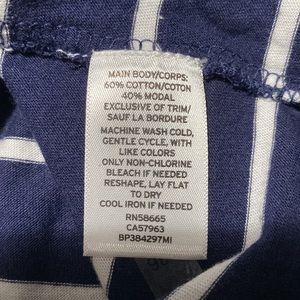 MAIN BODY/CORPS:
60% COTTON/COTON
40% MODAL
EXCLUSIVE OF TRIM/
SAUF LA BORDURE
MACHINE WASH COLD,
GENTLE CYCLE, WITH
LIKE COLORS
ONLY NON-CHLORINE
BLEACH IF NEEDED
RESHAPE, LAY FLAT
TO DRY
COOL IRON IF NEEDED
RN58665
CA57963
BP384297MI